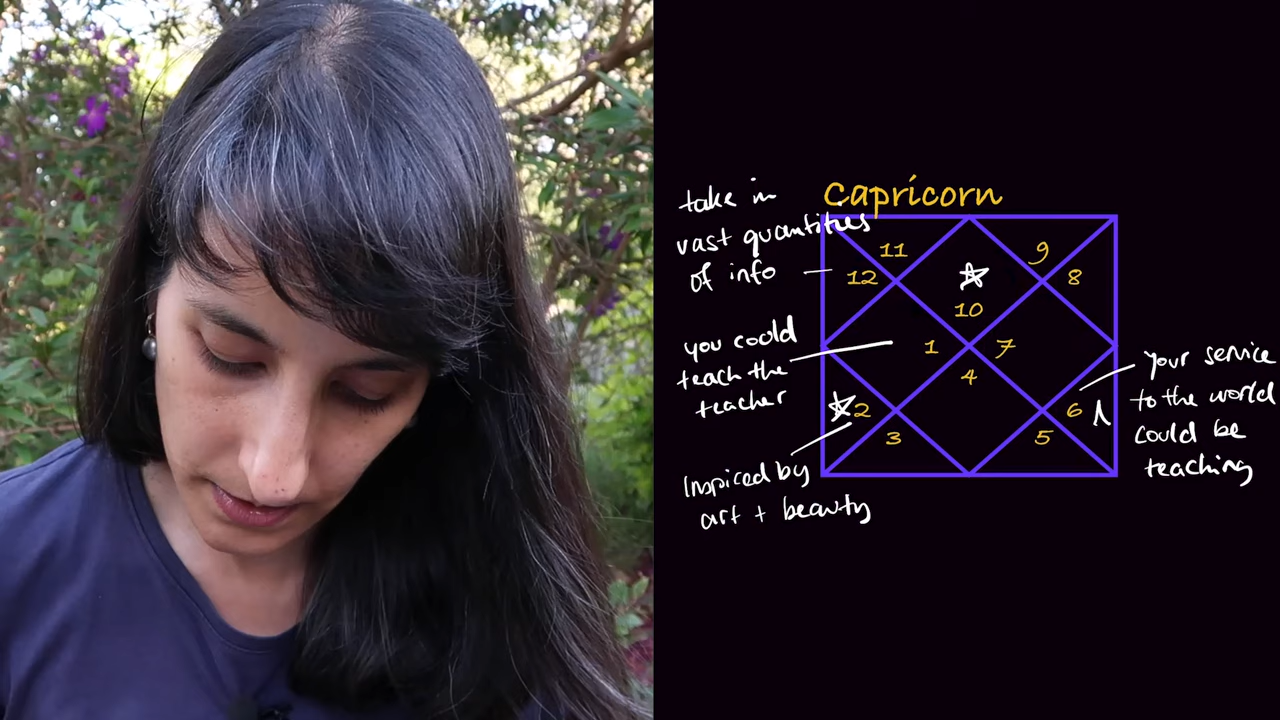 Capricorn
take in
vast quantities
of info
11
12
9
8
10
you could
teach the
teacher
1
7
4
2
3
6
5
Inspired by
art + beauty
Your service
to the world
could be
teaching